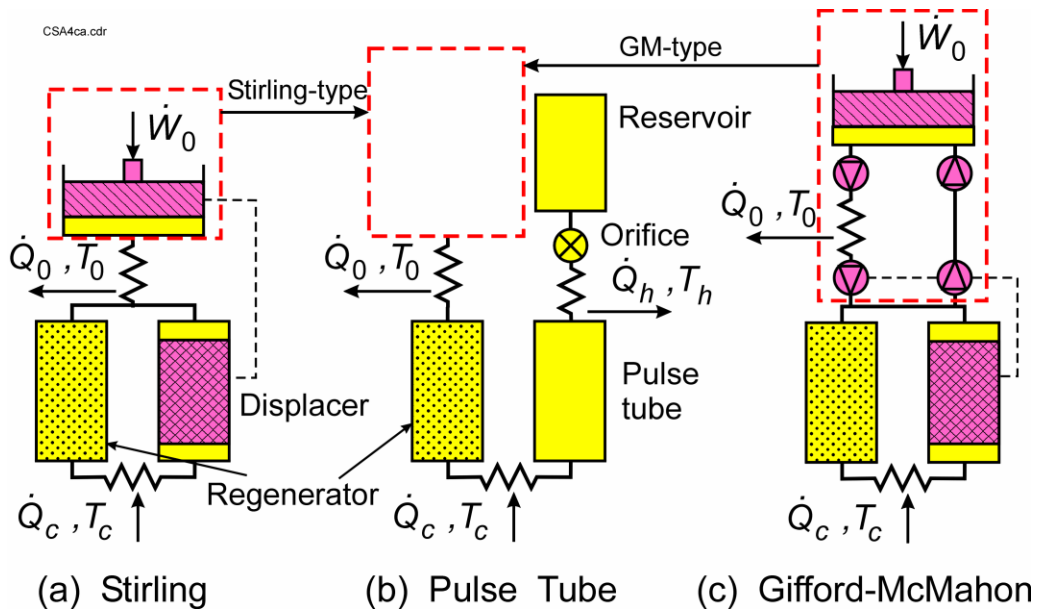 CSA4ca.cdr
Ẇ₀
Stirling-type
GM-type
Ẇ₀
Reservoir
Q̇₀ , T₀
Q̇₀ , T₀
Orifice
Q̇ₕ , Tₕ
Q̇₀ , T₀
Displacer
Pulse
tube
Regenerator
Q̇c , Tc
Q̇c , Tc
Q̇c , Tc
(a) Stirling
(b) Pulse Tube
(c) Gifford-McMahon